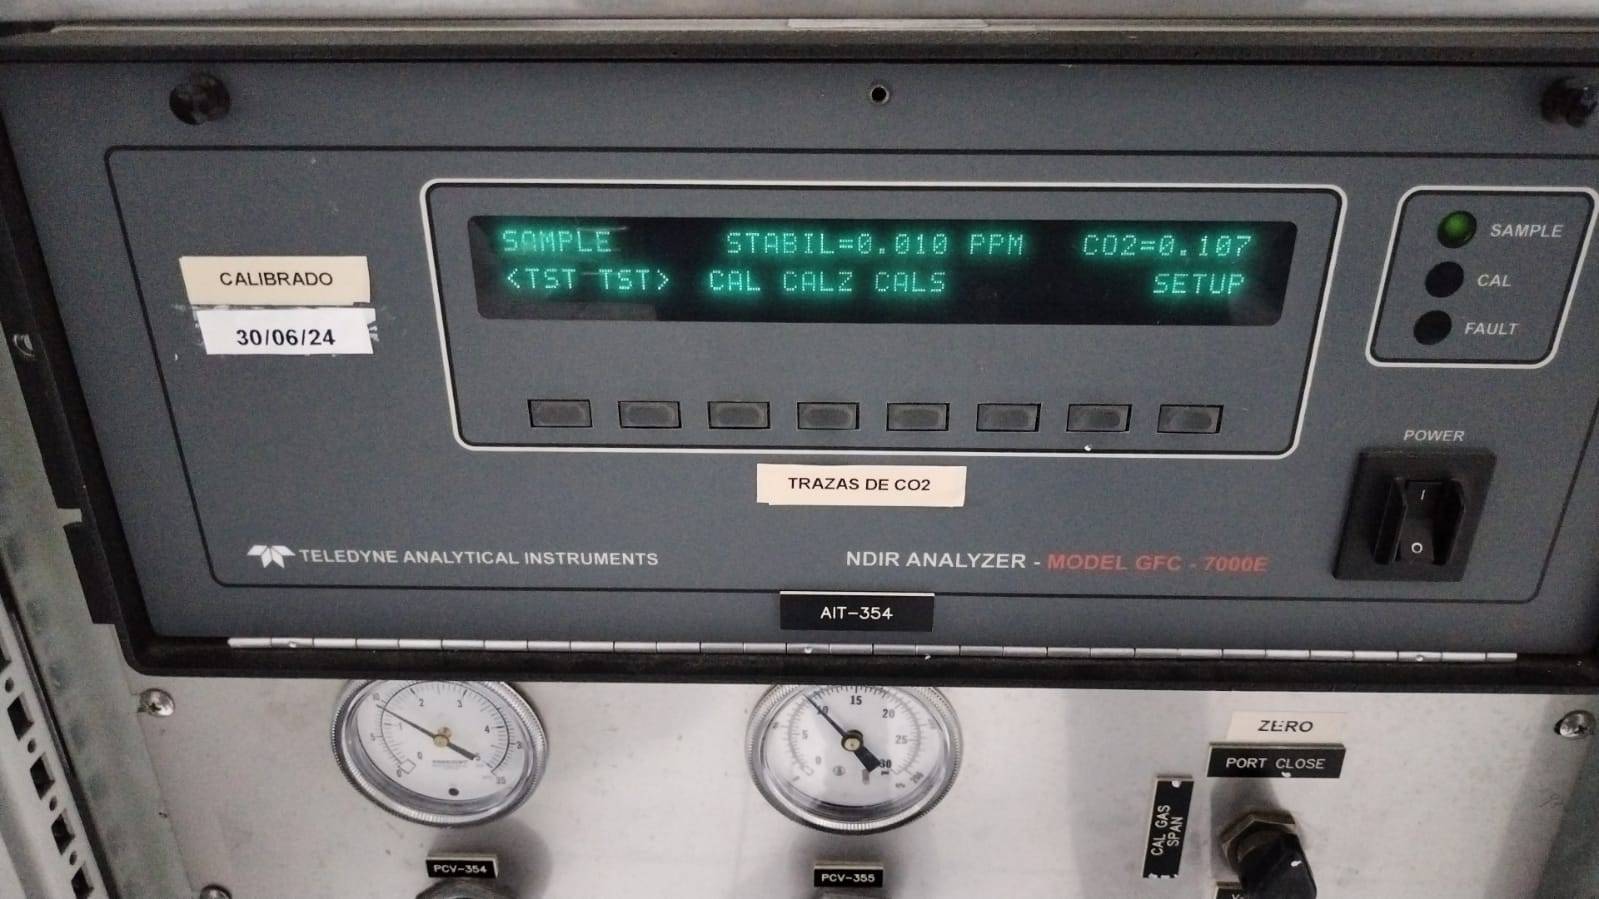 SAMPLE STABIL=0.010 PPM CO2=0.107
<TST TST> CAL CALZ CALS SETUP
SAMPLE
CAL
FAULT
CALIBRADO
30/06/24
POWER
I
O
TRAZAS DE CO2
TELEDYNE ANALYTICAL INSTRUMENTS
NDIR ANALYZER - MODEL GFC - 7000E
AIT-354
ZERO
PORT CLOSE
CAL GAS
SPAN
PCV-354
PCV-355